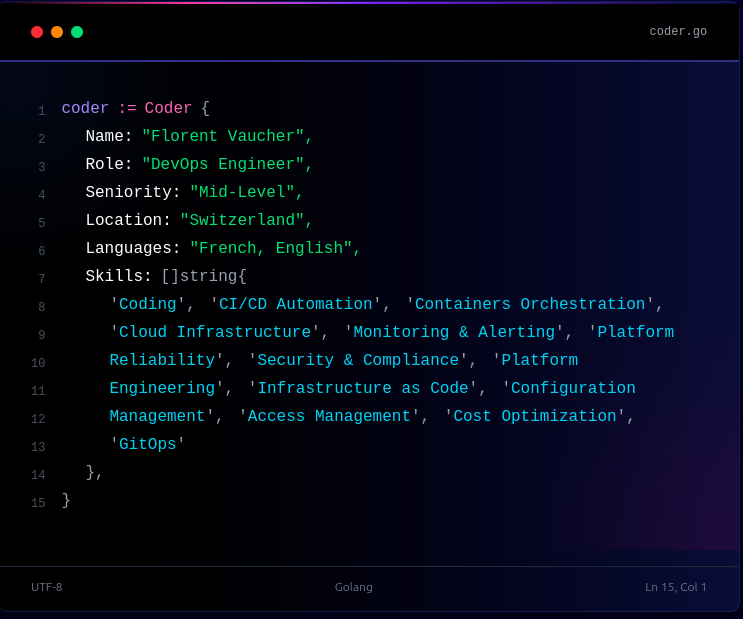 coder.go
1 coder := Coder {
2 Name: "Florent Vaucher",
3 Role: "DevOps Engineer",
4 Seniority: "Mid-Level",
5 Location: "Switzerland",
6 Languages: "French, English",
7 Skills: []string{
8 'Coding', 'CI/CD Automation', 'Containers Orchestration',
9 'Cloud Infrastructure', 'Monitoring & Alerting', 'Platform
10 Reliability', 'Security & Compliance', 'Platform
11 Engineering', 'Infrastructure as Code', 'Configuration
12 Management', 'Access Management', 'Cost Optimization',
13 'GitOps'
14 },
15 }
UTF-8 Golang Ln 15, Col 1